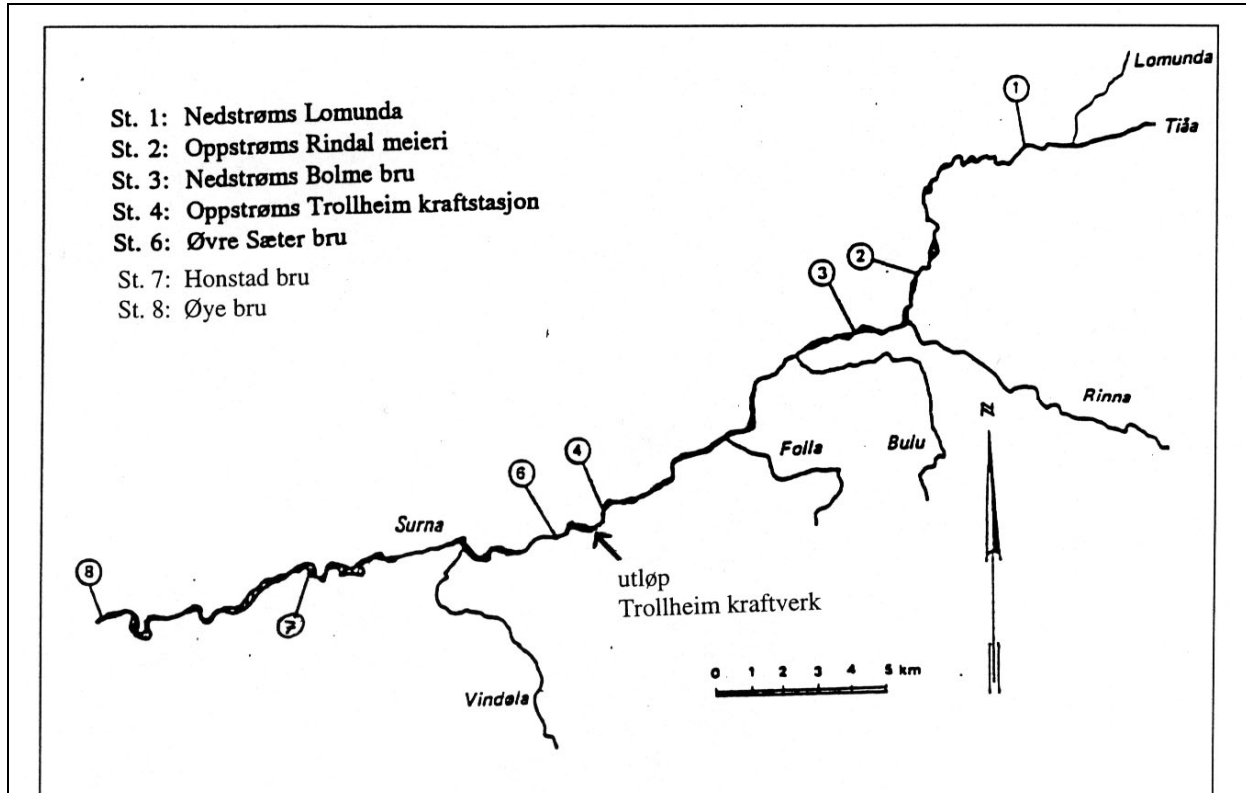 St. 1: Nedstrøms Lomunda
St. 2: Oppstrøms Rindal meieri
St. 3: Nedstrøms Bolme bru
St. 4: Oppstrøms Trollheim kraftstasjon
St. 6: Øvre Sæter bru
St. 7: Honstad bru
St. 8: Øye bru
Lomunda
1
Tiåa
2
3
Rinna
N
Folla
Bulu
4
6
Surna
8
7
utløp
Trollheim kraftverk
0 1 2 3 4 5 km
Vindøla